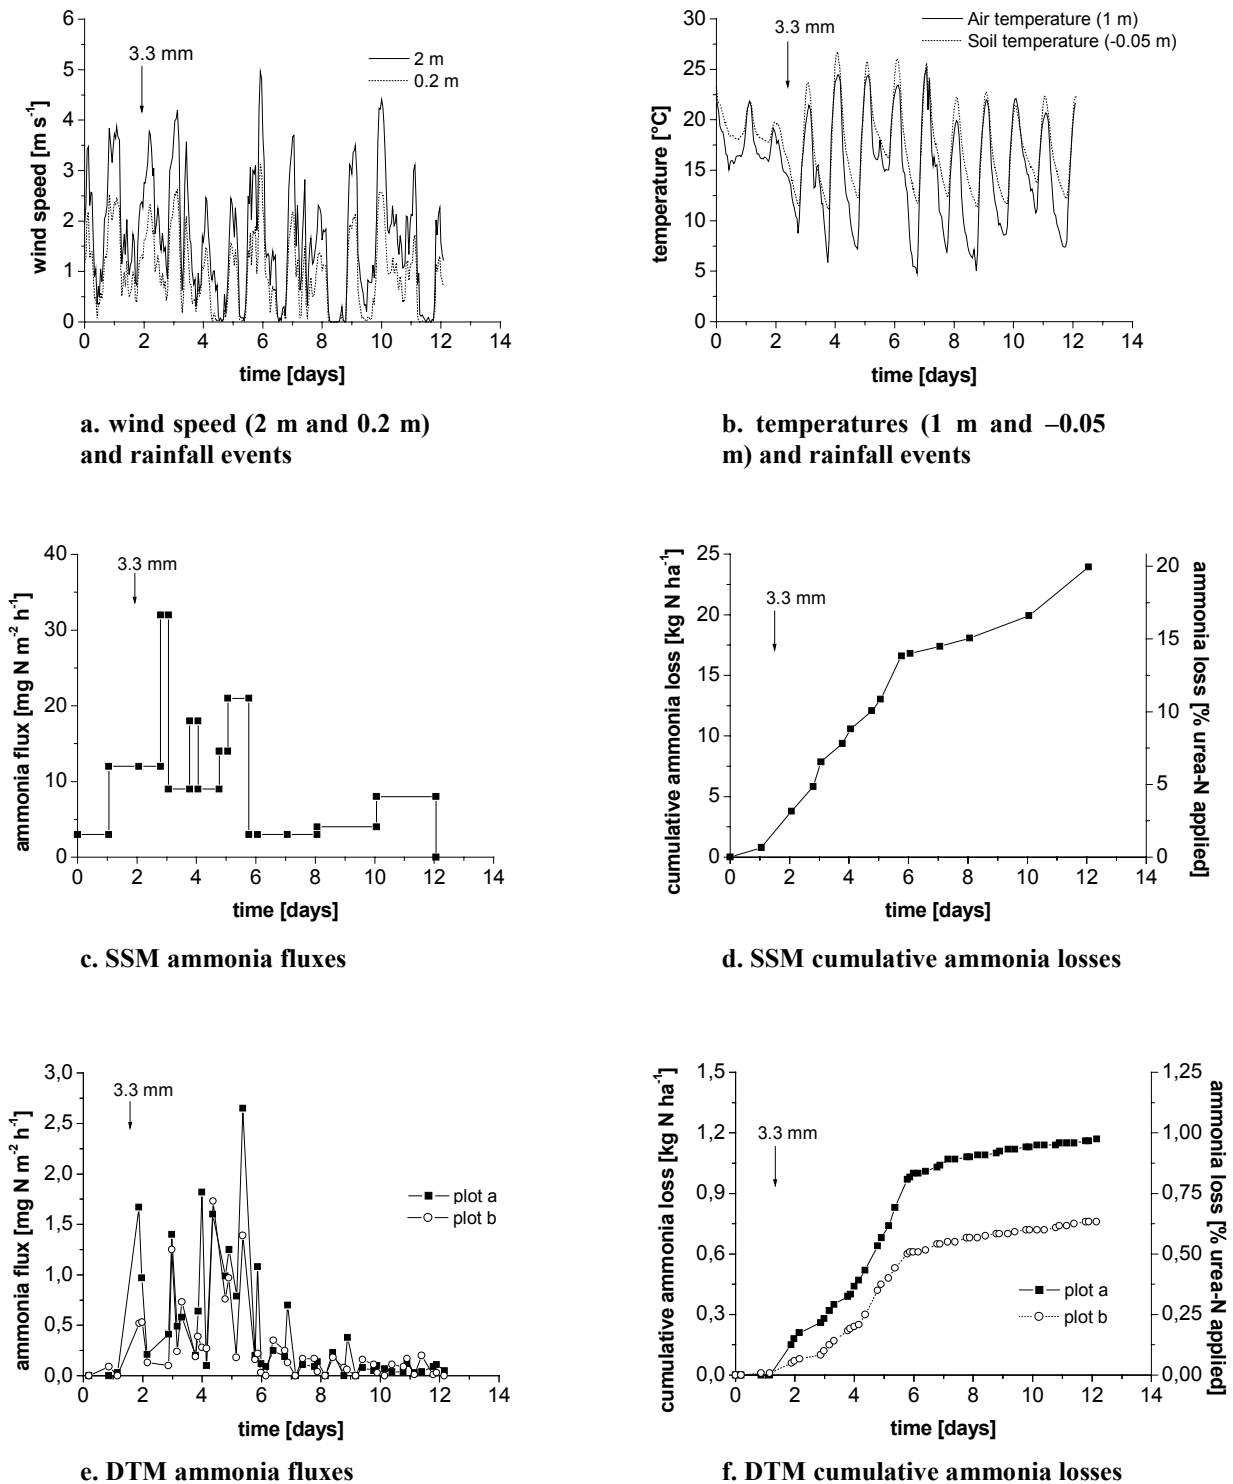 6
5
4
3
2
1
0
wind speed [m s-1]
3.3 mm
2 m
0.2 m
0 2 4 6 8 10 12 14
time [days]
a. wind speed (2 m and 0.2 m)
and rainfall events
30
25
20
15
10
5
0
temperature [°C]
3.3 mm
Air temperature (1 m)
Soil temperature (-0.05 m)
0 2 4 6 8 10 12 14
time [days]
b. temperatures (1 m and –0.05
m) and rainfall events
40
30
20
10
0
ammonia flux [mg N m-2 h-1]
3.3 mm
0 2 4 6 8 10 12 14
time [days]
c. SSM ammonia fluxes
25
20
15
10
5
0
cumulative ammonia loss [kg N ha-1]
3.3 mm
20
15
10
5
0
ammonia loss [% urea-N applied]
0 2 4 6 8 10 12 14
time [days]
d. SSM cumulative ammonia losses
3,0
2,5
2,0
1,5
1,0
0,5
0,0
ammonia flux [mg N m-2 h-1]
3.3 mm
plot a
plot b
0 2 4 6 8 10 12 14
time [days]
e. DTM ammonia fluxes
1,5
1,2
0,9
0,6
0,3
0,0
cumulative ammonia loss [kg N ha-1]
3.3 mm
plot a
plot b
1,25
1,00
0,75
0,50
0,25
0,00
ammonia loss [% urea-N applied]
0 2 4 6 8 10 12 14
time [days]
f. DTM cumulative ammonia losses